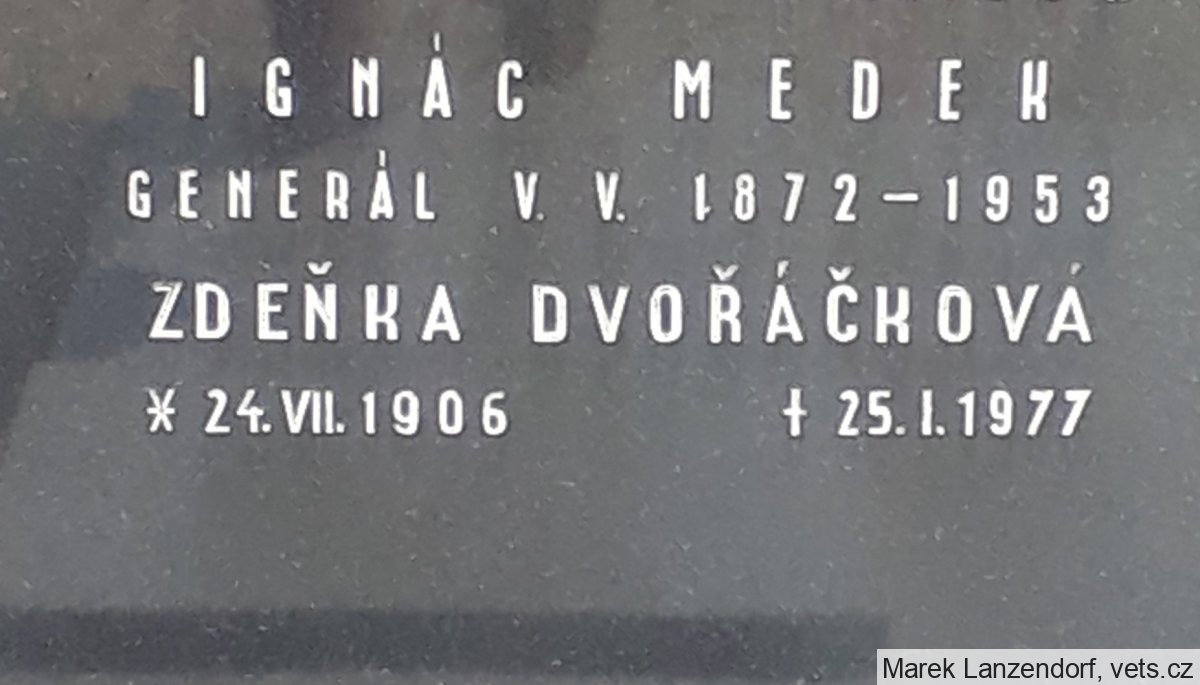 IGNÁC MEDEK
GENERÁL V. V. 1872-1953
ZDEŇKA DVOŘÁČKOVÁ
* 24. VII. 1906 † 25. I. 1977
Marek Lanzendorf, vets.cz